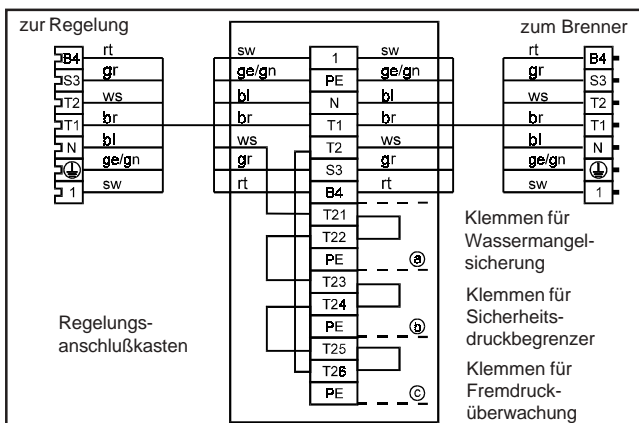 zur Regelung
zum Brenner
B4 rt
S3 gr
T2 ws
T1 br
N bl
ge/gn
1 sw
sw 1 sw
ge/gn PE ge/gn
bl N bl
br T1 br
ws T2 ws
gr S3 gr
rt B4 rt
T21
T22
PE ⓐ
T23
T24
PE ⓑ
T25
T26
PE ⓒ
rt B4
gr S3
ws T2
br T1
bl N
ge/gn
sw 1
Klemmen für
Wassermangel-
sicherung
Klemmen für
Sicherheits-
druckbegrenzer
Klemmen für
Fremddruck-
überwachung
Regelungs-
anschlußkasten